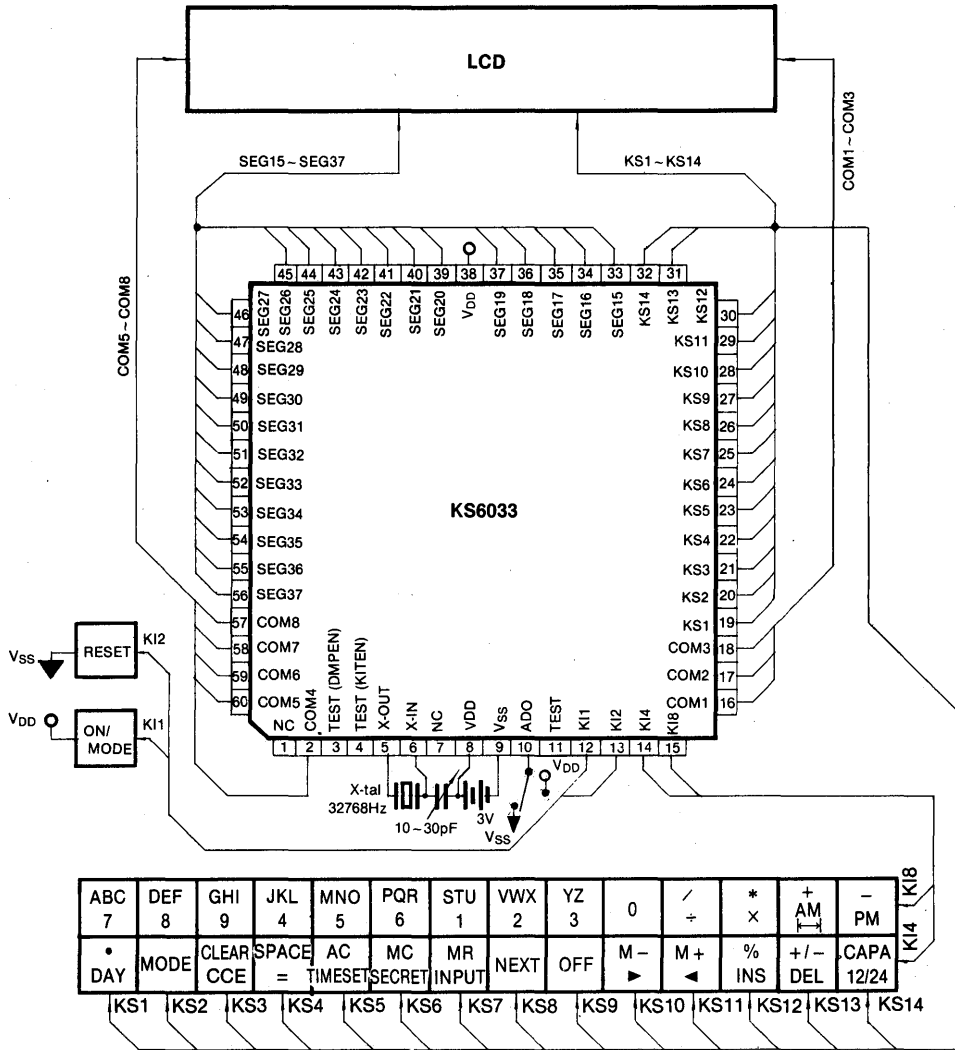 LCD
SEG15~SEG37
KS1~KS14
COM1~COM3
COM5~COM8
45 44 43 42 41 40 39 38 37 36 35 34 33 32 31
SEG27 SEG26 SEG25 SEG24 SEG23 SEG22 SEG21 SEG20 VDD SEG19 SEG18 SEG17 SEG16 SEG15 KS14 KS13 KS12
46
47 SEG28
48 SEG29
49 SEG30
50 SEG31
51 SEG32
52 SEG33
53 SEG34
54 SEG35
55 SEG36
56 SEG37
57 COM8
58 COM7
59 COM6
60 COM5
KS6033
30
KS11 29
KS10 28
KS9 27
KS8 26
KS7 25
KS6 24
KS5 23
KS4 22
KS3 21
KS2 20
KS1 19
COM3 18
COM2 17
COM1 16
NC COM4 TEST (DMPEN) TEST (KITEN) X-OUT X-IN NC VDD VSS ADO TEST KI1 KI2 KI4 KI8
1 2 3 4 5 6 7 8 9 10 11 12 13 14 15
VSS RESET KI2
VDD ON/MODE KI1
X-tal
32768Hz
10~30pF
3V
VSS
VDD
KI8
KI4
ABC DEF GHI JKL MNO PQR STU VWX YZ 0 / * + −
7 8 9 4 5 6 1 2 3 ÷ × AM PM
• MODE CLEAR SPACE AC MC MR NEXT OFF M− M+ % +/− CAPA
DAY CCE = TIMESET SECRET INPUT ► ◄ INS DEL 12/24
KS1 KS2 KS3 KS4 KS5 KS6 KS7 KS8 KS9 KS10 KS11 KS12 KS13 KS14